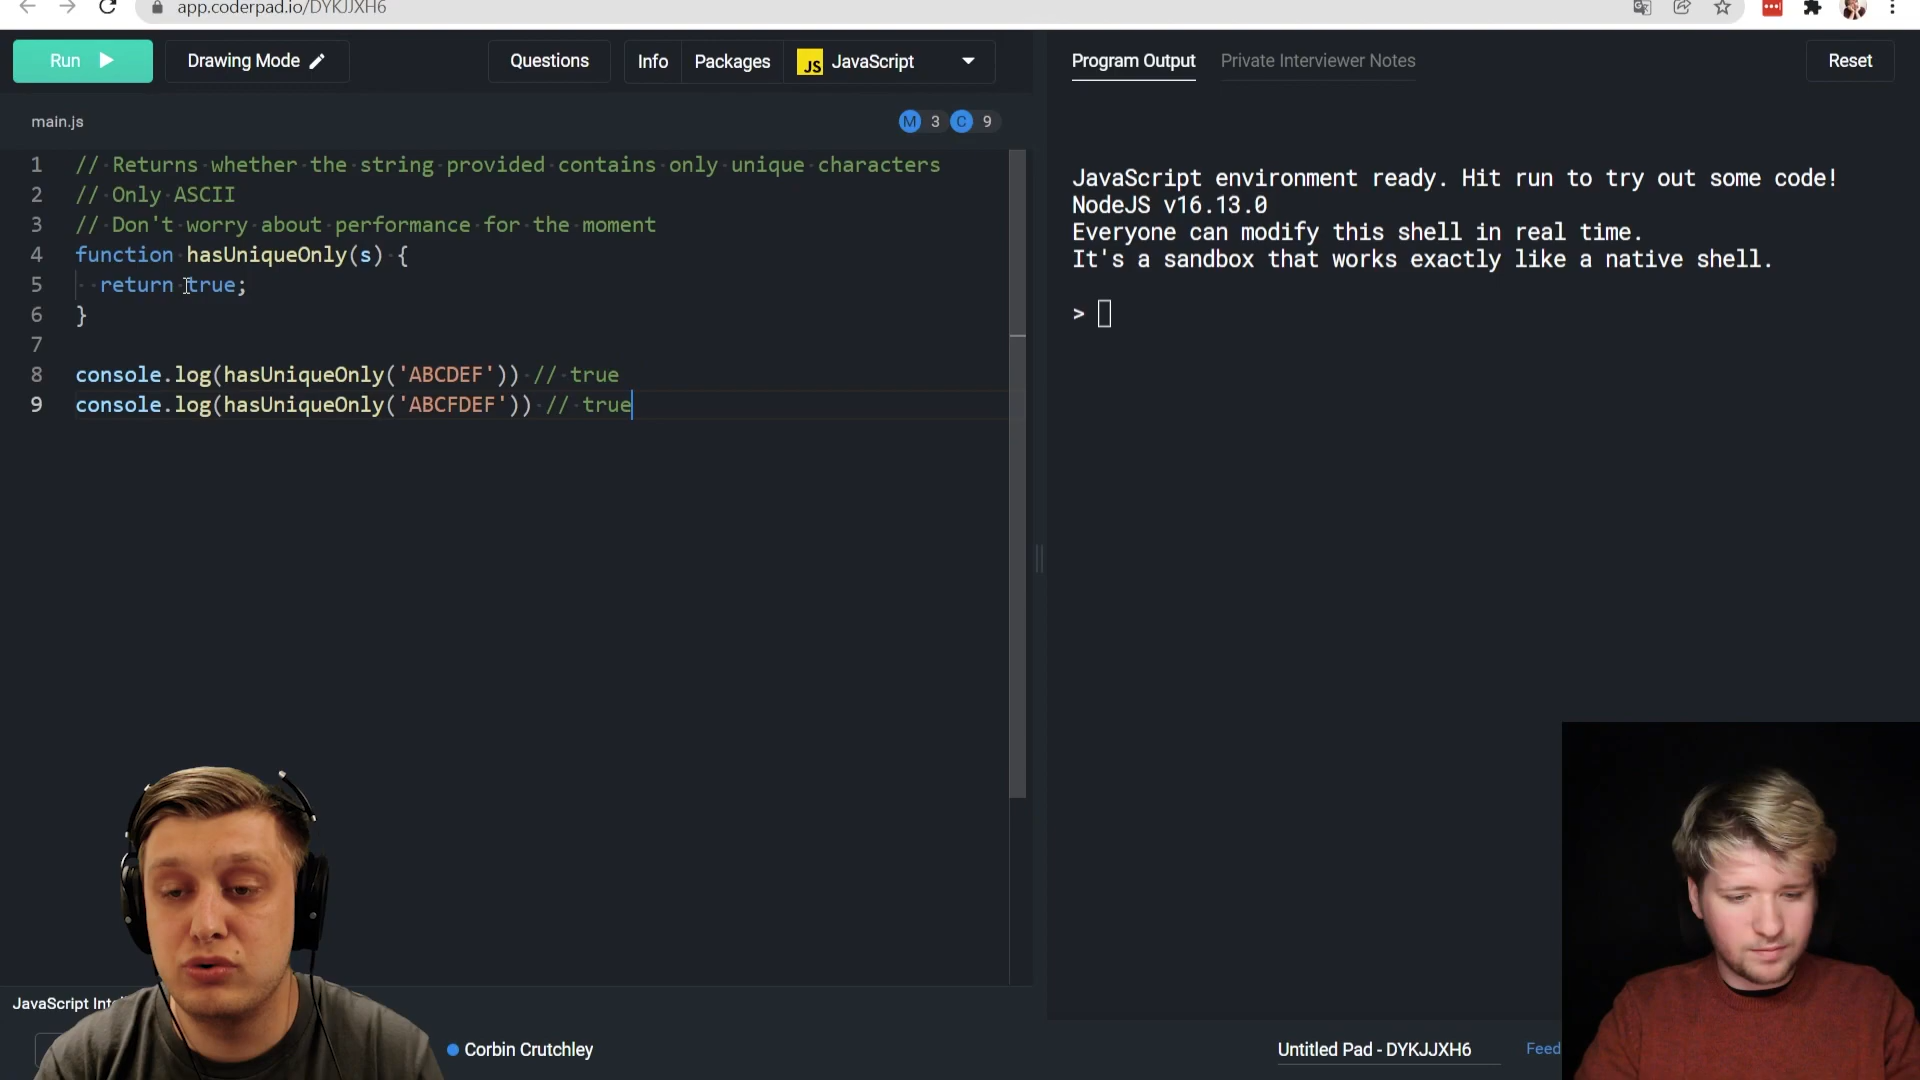 app.coderpad.io/DYKJJXH6
Run
Drawing Mode
Questions
Info
Packages
JS JavaScript
Program Output
Private Interviewer Notes
Reset
main.js
M 3 C 9
1 // Returns whether the string provided contains only unique characters
2 // Only ASCII
3 // Don't worry about performance for the moment
4 function hasUniqueOnly(s) {
5 return true;
6 }
7
8 console.log(hasUniqueOnly('ABCDEF')) // true
9 console.log(hasUniqueOnly('ABCFDEF')) // true
JavaScript environment ready. Hit run to try out some code!
NodeJS v16.13.0
Everyone can modify this shell in real time.
It's a sandbox that works exactly like a native shell.
>
JavaScript
Corbin Crutchley
Untitled Pad - DYKJJXH6